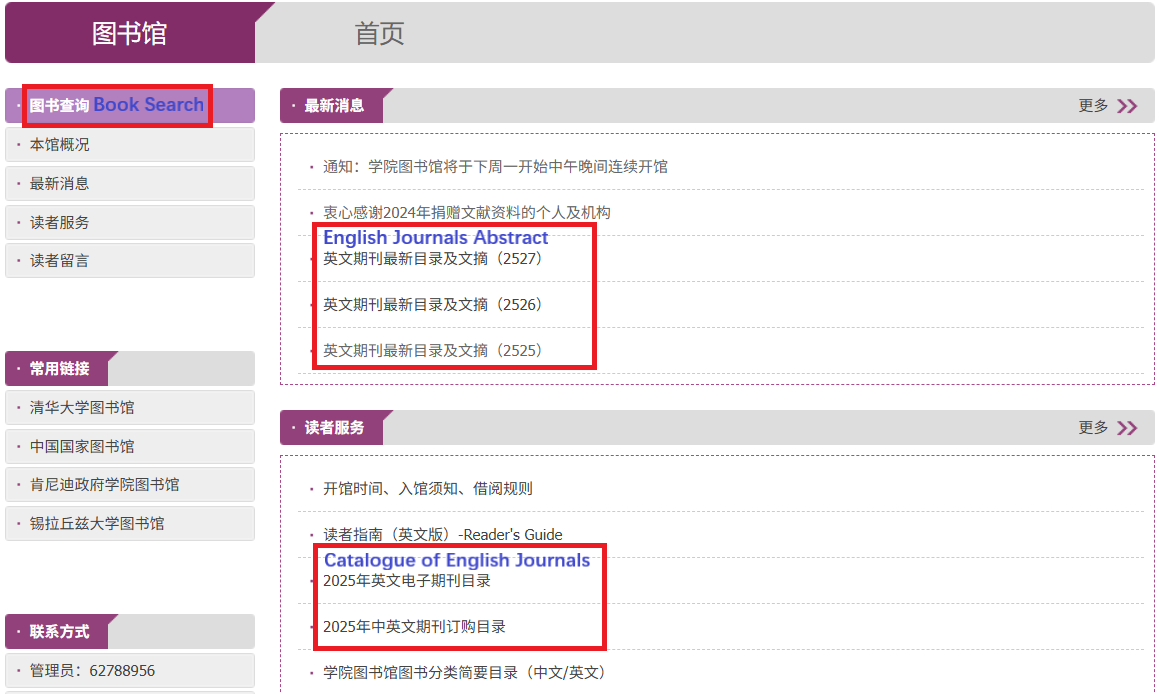 图书馆
首页
图书查询 Book Search
本馆概况
最新消息
读者服务
读者留言
常用链接
清华大学图书馆
中国国家图书馆
肯尼迪政府学院图书馆
锡拉丘兹大学图书馆
联系方式
管理员：62788956
最新消息
更多
通知：学院图书馆将于下周一开始中午晚间连续开馆
衷心感谢2024年捐赠文献资料的个人及机构
English Journals Abstract
英文期刊最新目录及文摘（2527）
英文期刊最新目录及文摘（2526）
英文期刊最新目录及文摘（2525）
读者服务
更多
开馆时间、入馆须知、借阅规则
读者指南（英文版）-Reader's Guide
Catalogue of English Journals
2025年英文电子期刊目录
2025年中英文期刊订购目录
学院图书馆图书分类简要目录（中文/英文）